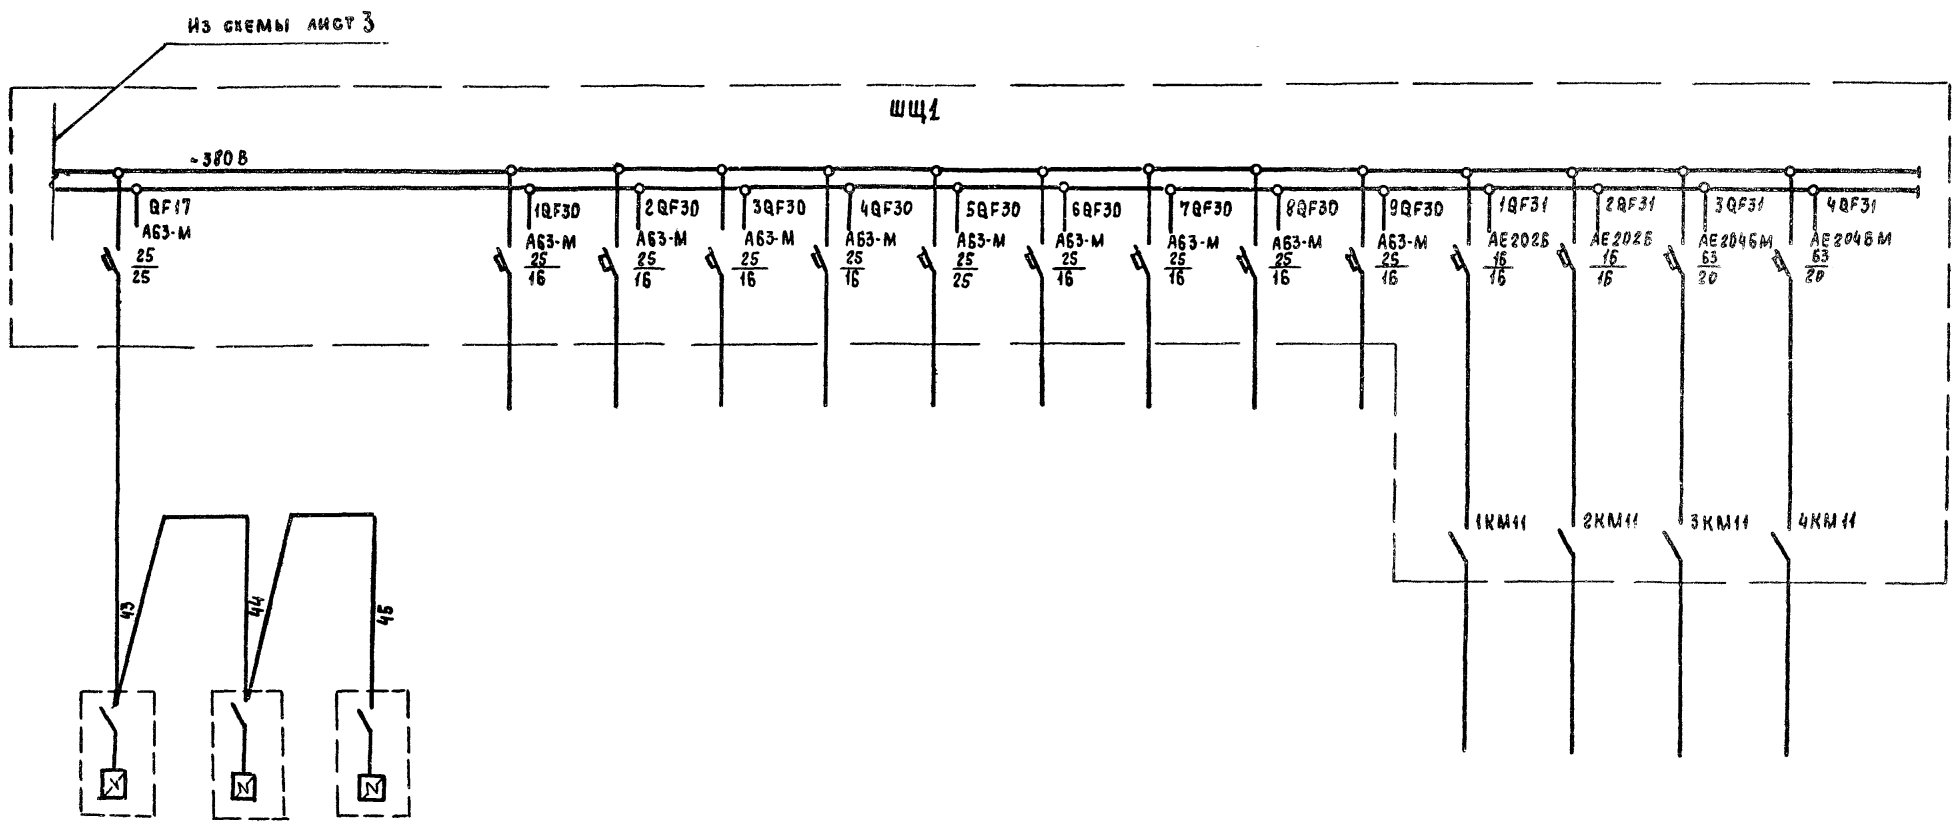 Из схемы лист 3
ШЩ1
~380 В
QF17
А63-М
25
25
1QF30
А63-М
25
16
2QF30
А63-М
25
16
3QF30
А63-М
25
16
4QF30
А63-М
25
16
5QF30
А63-М
25
25
6QF30
А63-М
25
16
7QF30
А63-М
25
16
8QF30
А63-М
25
16
9QF30
А63-М
25
16
1QF31
АЕ2026
16
16
2QF31
АЕ2026
16
16
3QF31
АЕ2046М
63
20
4QF31
АЕ2046М
63
20
1КМ11
2КМ11
3КМ11
4КМ11
43
44
45